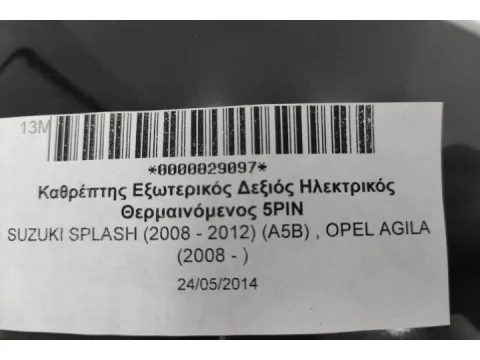 13M
*0000029097*
Καθρέπτης Εξωτερικός Δεξιός Ηλεκτρικός
Θερμαινόμενος 5PIN
SUZUKI SPLASH (2008 - 2012) (A5B) , OPEL AGILA
(2008 - )
24/05/2014